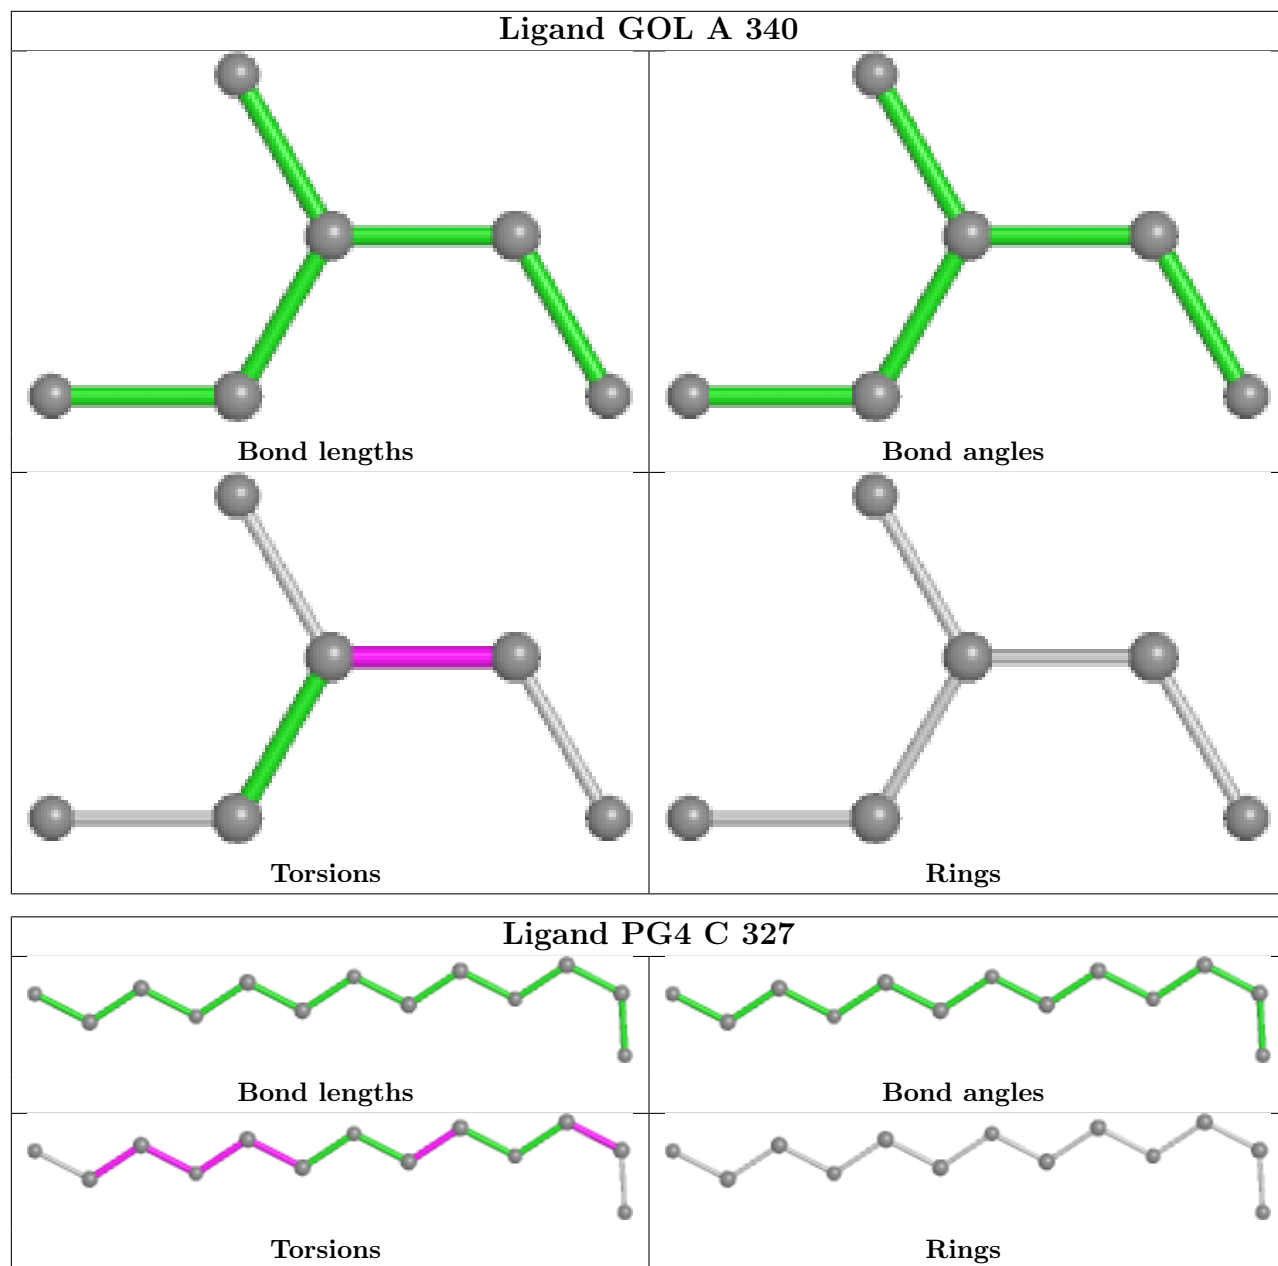 Ligand GOL A 340
Bond lengths
Bond angles
Torsions
Rings
Ligand PG4 C 327
Bond lengths
Bond angles
Torsions
Rings